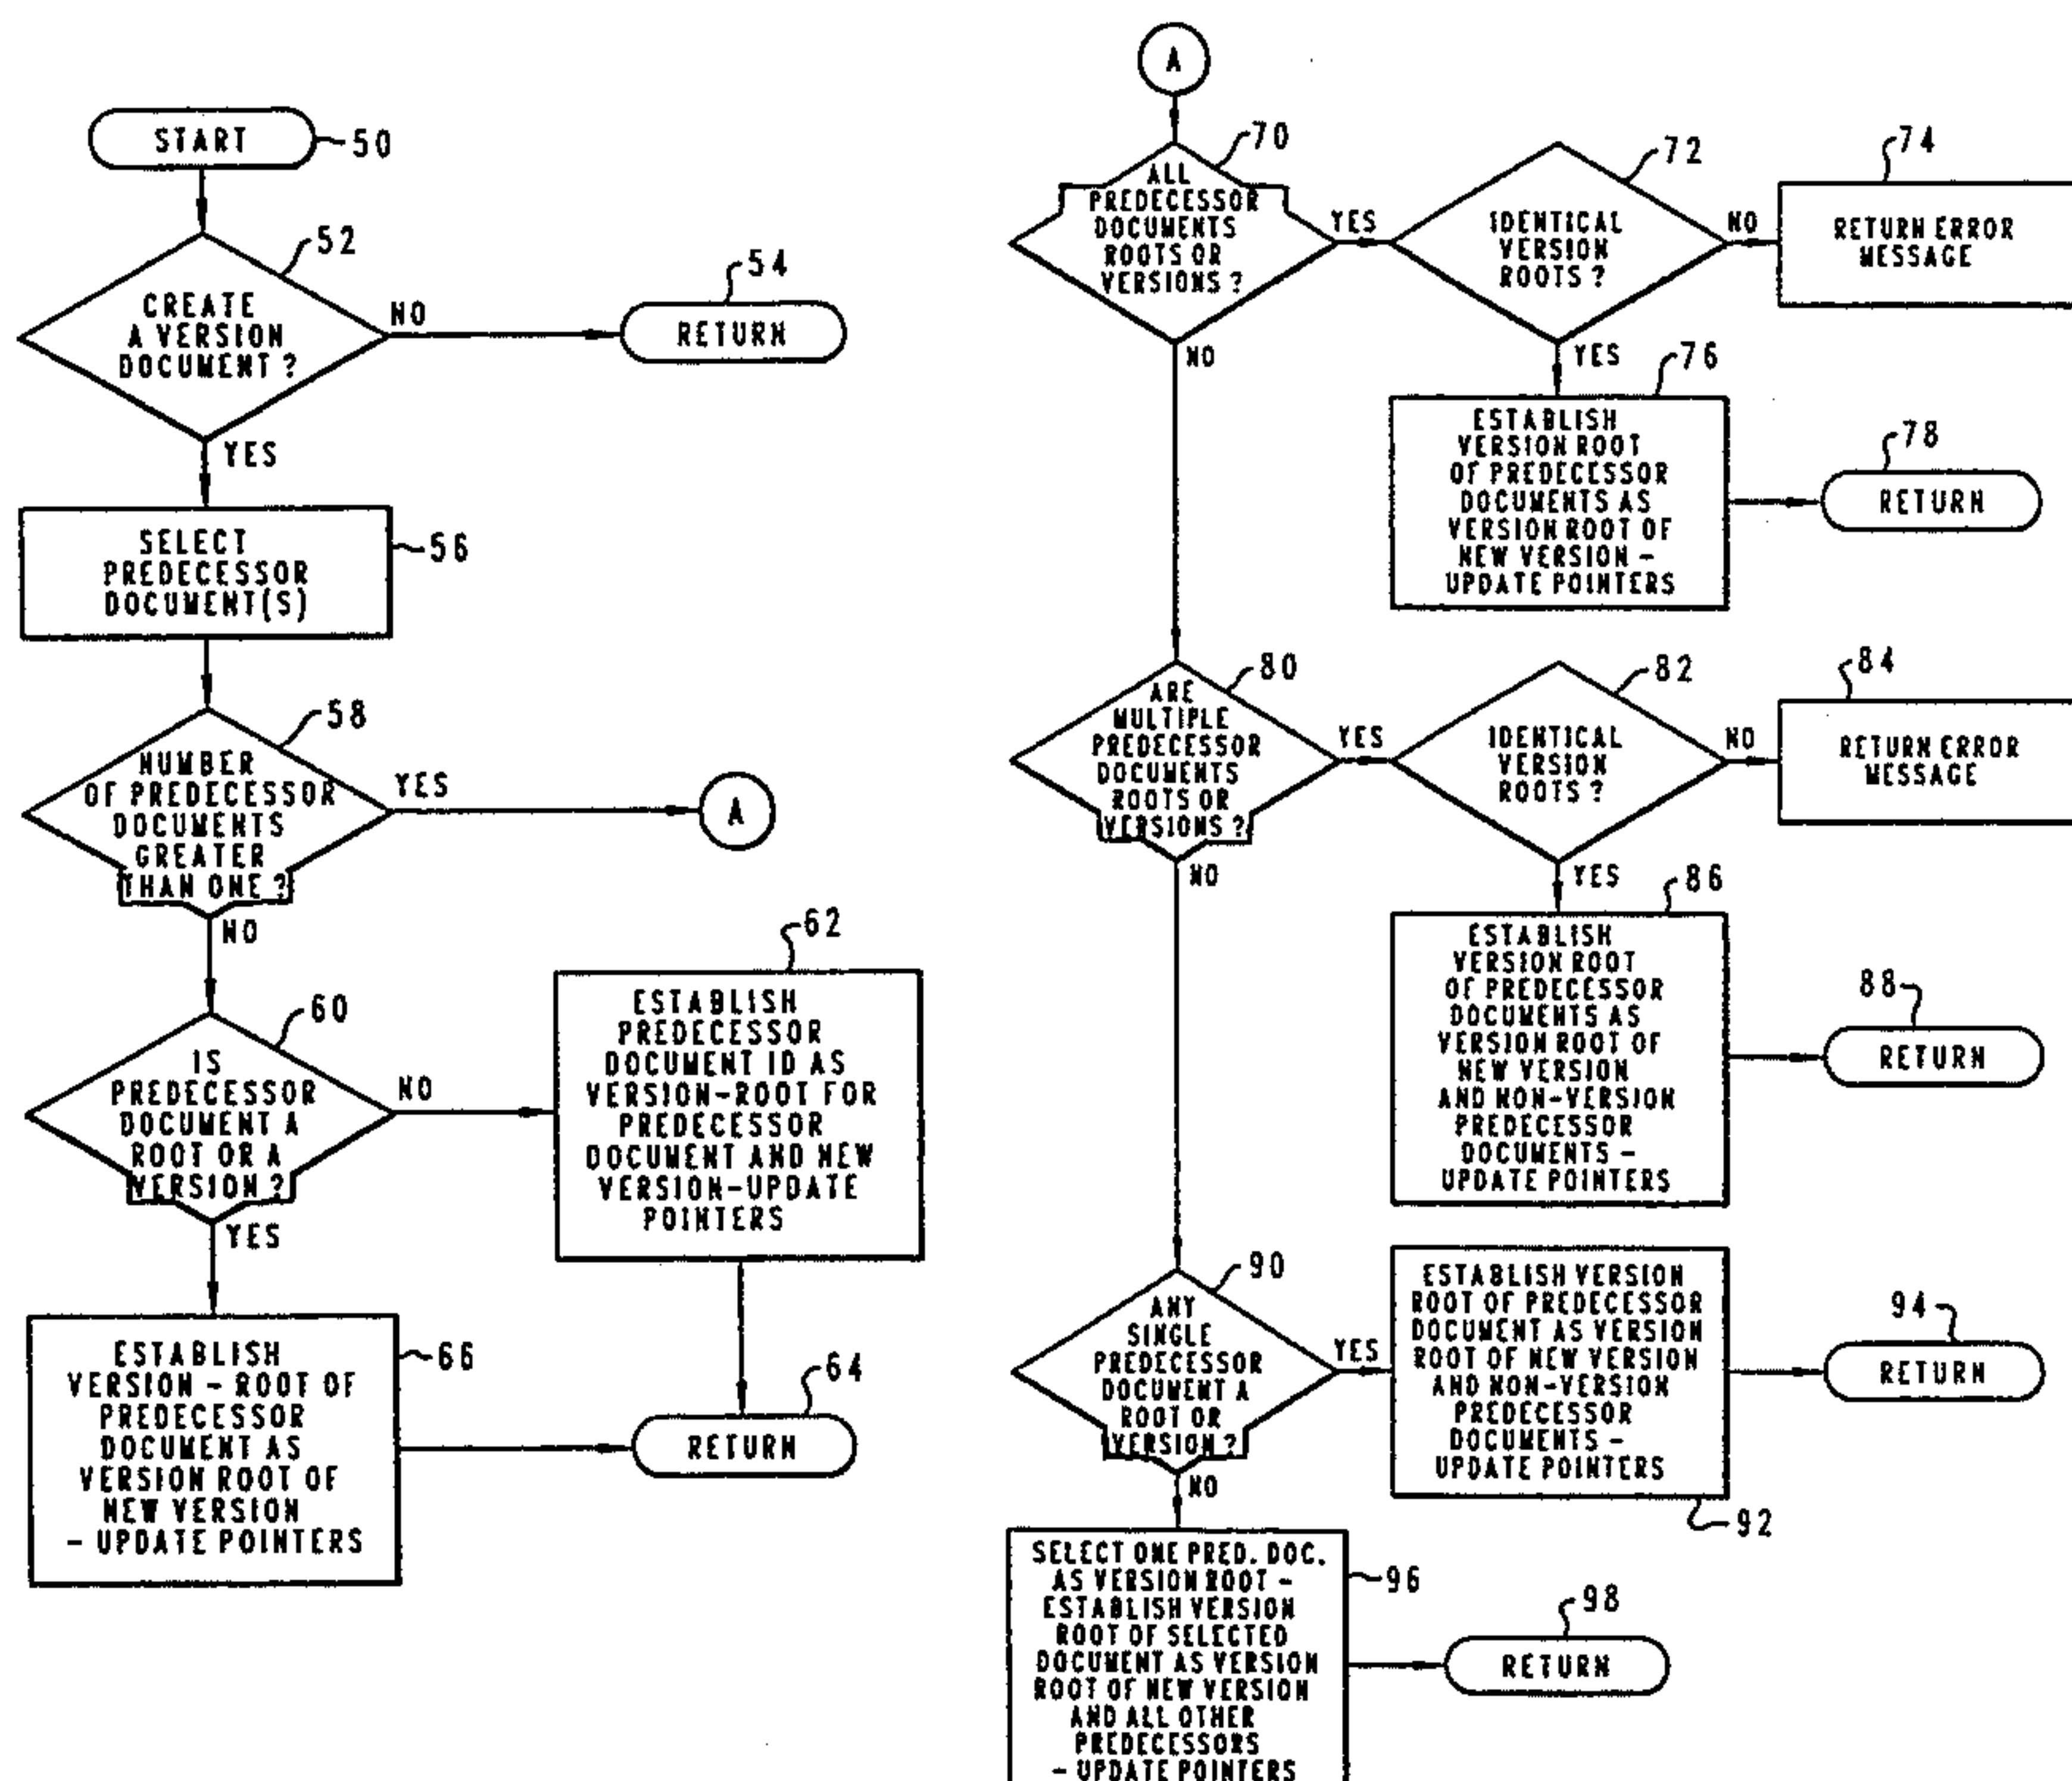 START
50
52
CREATE
A VERSION
DOCUMENT ?
NO
54
RETURN
YES
SELECT
PREDECESSOR
DOCUMENT(S)
56
58
NUMBER
OF PREDECESSOR
DOCUMENTS
GREATER
THAN ONE ?
YES
A
NO
60
IS
PREDECESSOR
DOCUMENT A
ROOT OR A
VERSION ?
NO
62
ESTABLISH
PREDECESSOR
DOCUMENT ID AS
VERSION-ROOT FOR
PREDECESSOR
DOCUMENT AND NEW
VERSION-UPDATE
POINTERS
YES
ESTABLISH
VERSION - ROOT OF
PREDECESSOR
DOCUMENT AS
VERSION ROOT OF
NEW VERSION
- UPDATE POINTERS
66
64
RETURN
A
70
ALL
PREDECESSOR
DOCUMENTS
ROOTS OR
VERSIONS ?
YES
72
IDENTICAL
VERSION
ROOTS ?
NO
74
RETURN ERROR
MESSAGE
NO
YES
76
ESTABLISH
VERSION ROOT
OF PREDECESSOR
DOCUMENTS AS
VERSION ROOT OF
NEW VERSION -
UPDATE POINTERS
78
RETURN
80
ARE
MULTIPLE
PREDECESSOR
DOCUMENTS
ROOTS OR
VERSIONS ?
YES
82
IDENTICAL
VERSION
ROOTS ?
NO
84
RETURN ERROR
MESSAGE
NO
YES
86
ESTABLISH
VERSION ROOT
OF PREDECESSOR
DOCUMENTS AS
VERSION ROOT OF
NEW VERSION
AND NON-VERSION
PREDECESSOR
DOCUMENTS -
UPDATE POINTERS
88
RETURN
90
ANY
SINGLE
PREDECESSOR
DOCUMENT A
ROOT OR
VERSION ?
YES
ESTABLISH VERSION
ROOT OF PREDECESSOR
DOCUMENT AS VERSION
ROOT OF NEW VERSION
AND NON-VERSION
PREDECESSOR
DOCUMENTS -
UPDATE POINTERS
92
94
RETURN
NO
SELECT ONE PRED. DOC.
AS VERSION ROOT -
ESTABLISH VERSION
ROOT OF SELECTED
DOCUMENT AS VERSION
ROOT OF NEW VERSION
AND ALL OTHER
PREDECESSORS
- UPDATE POINTERS
96
98
RETURN